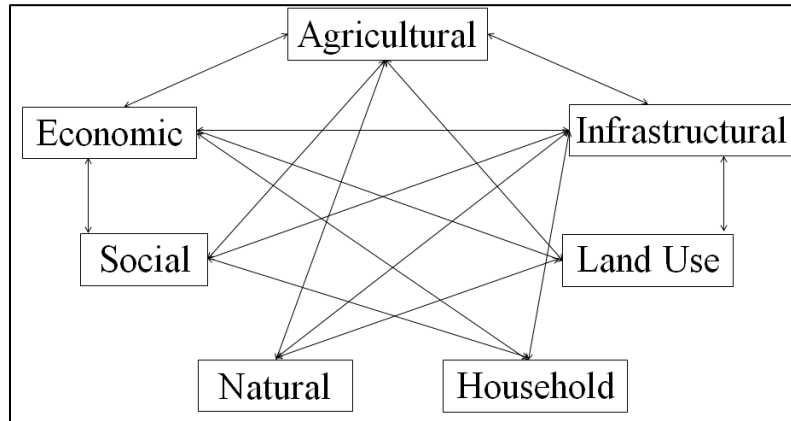 Agricultural
Economic
Infrastructural
Social
Land Use
Natural
Household